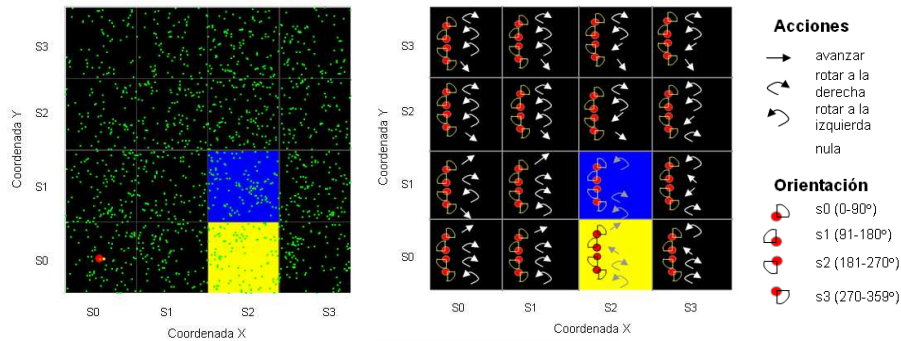 S3
S2
S1
S0
Coordenada Y
S0
S1
S2
S3
Coordenada X
S3
S2
S1
S0
Coordenada Y
S0
S1
S2
S3
Coordenada X
Acciones
avanzar
rotar a la
derecha
rotar a la
izquierda
nula
Orientación
s0 (0-90º)
s1 (91-180º)
s2 (181-270º)
s3 (270-359º)